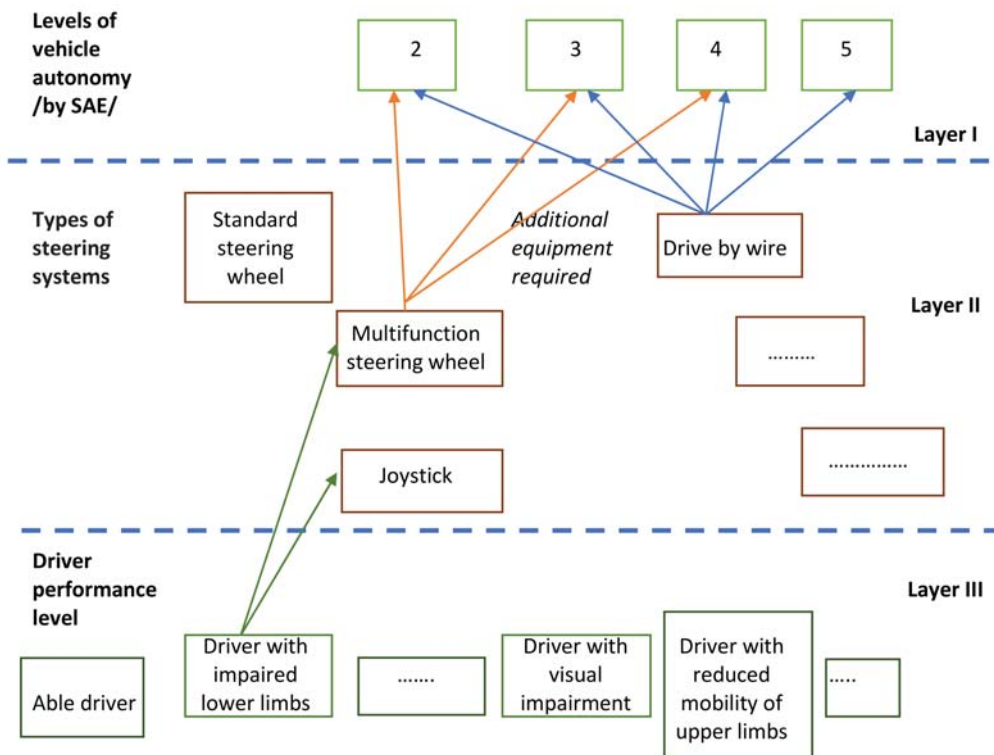 Levels of
vehicle
autonomy
/by SAE/
2
3
4
5
Layer I
Types of
steering
systems
Standard
steering
wheel
Additional
equipment
required
Drive by wire
Layer II
Multifunction
steering wheel
………
Joystick
……………
Driver
performance
level
Layer III
Able driver
Driver with
impaired
lower limbs
…….
Driver with
visual
impairment
Driver with
reduced
mobility of
upper limbs
…..